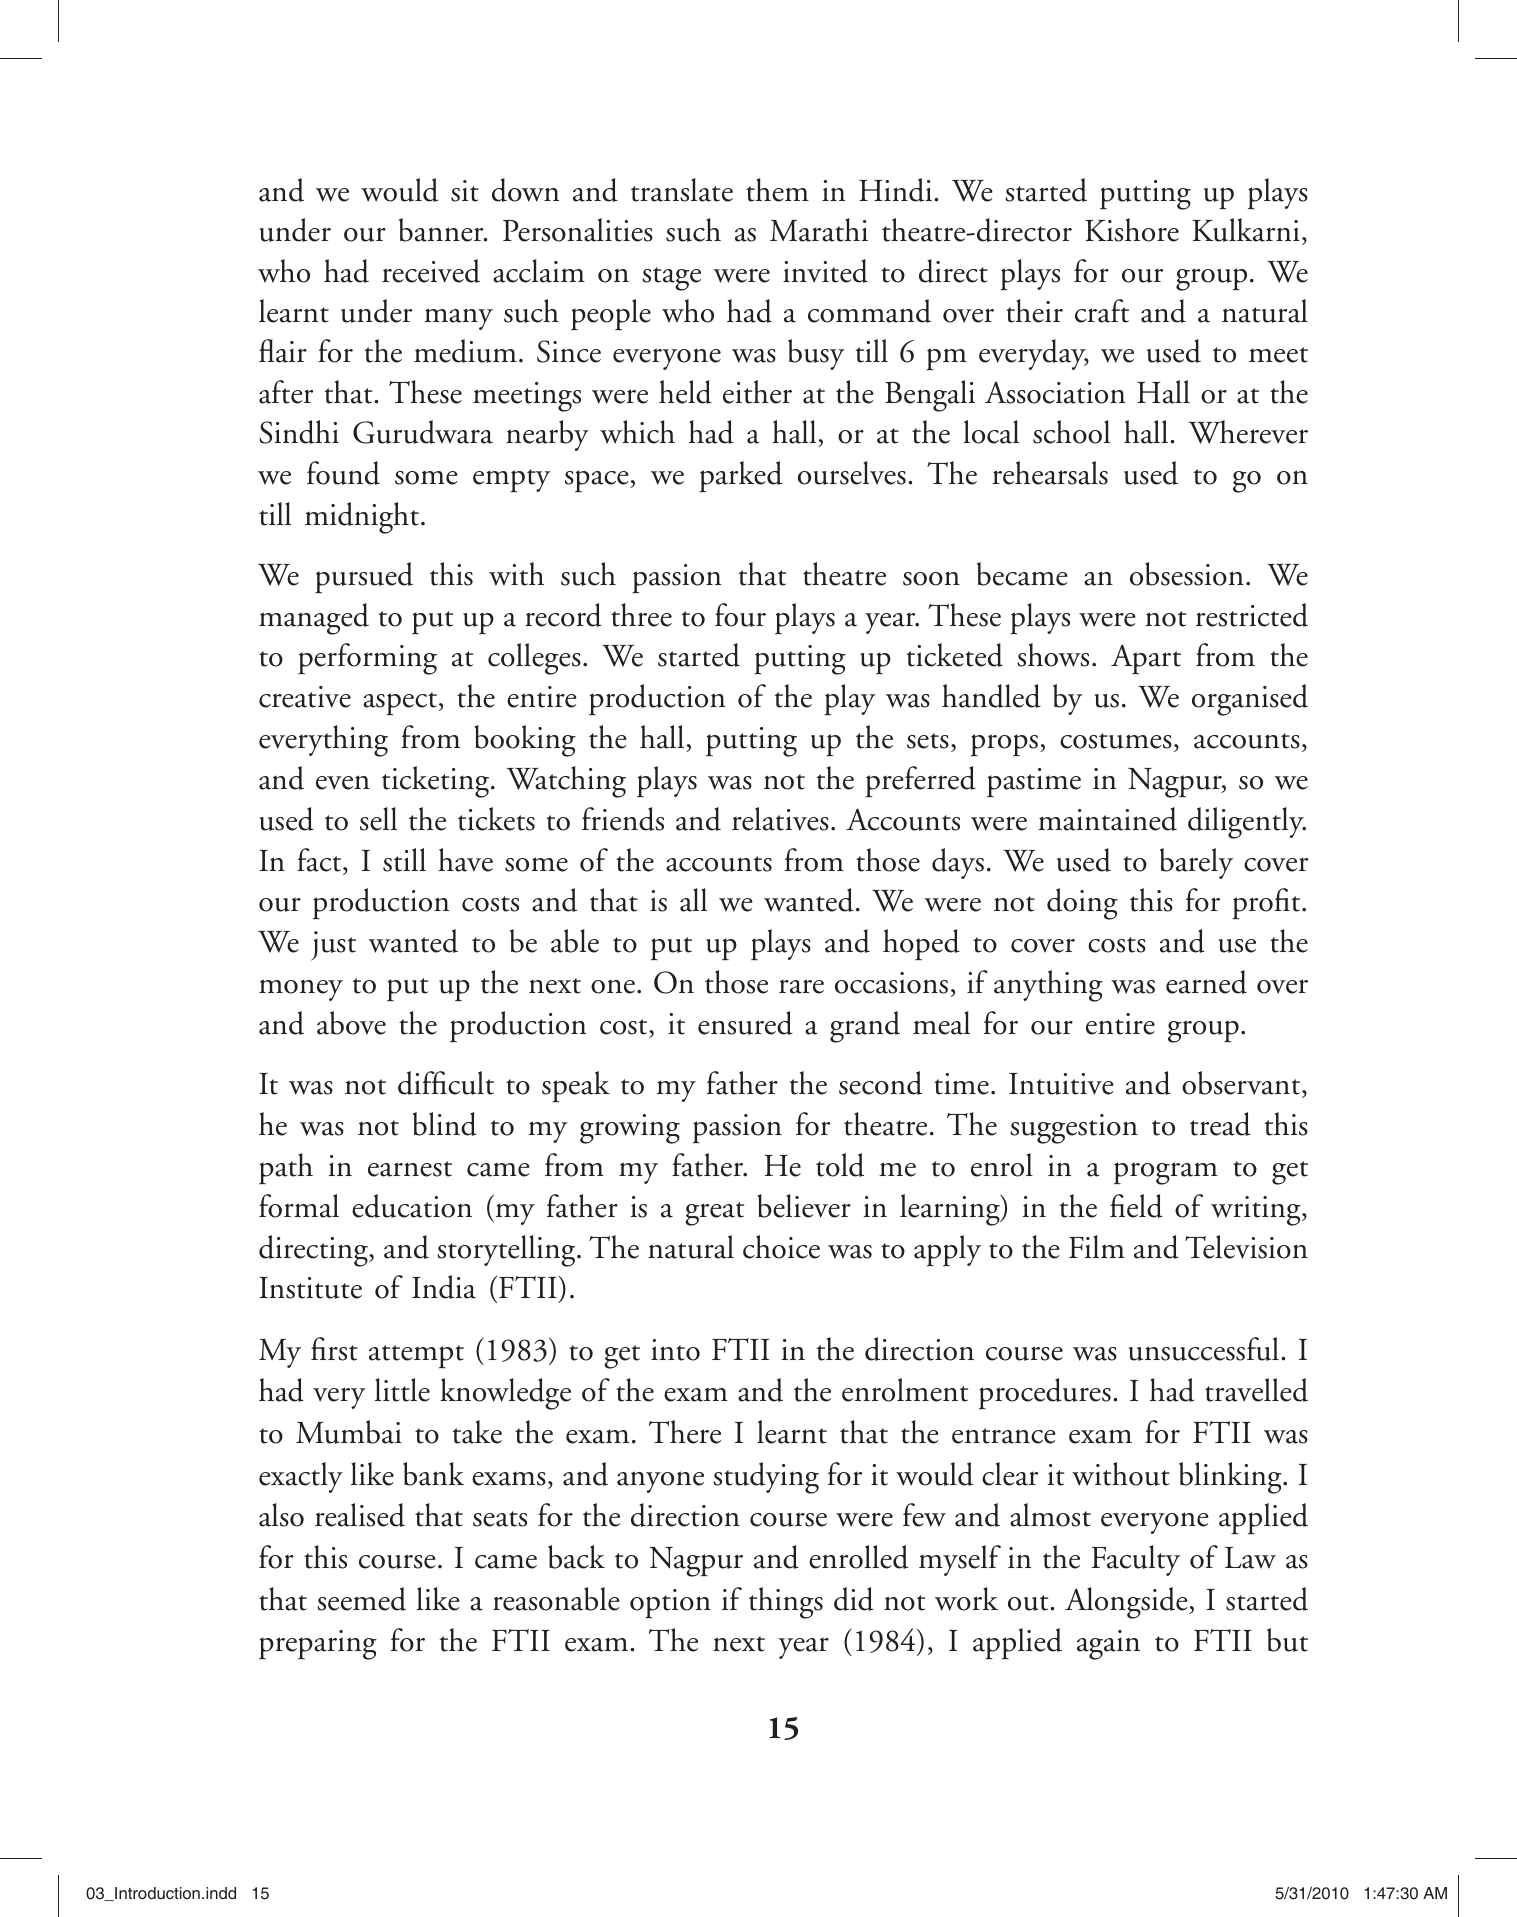 and we would sit down and translate them in Hindi. We started putting up plays
under our banner. Personalities such as Marathi theatre-director Kishore Kulkarni,
who had received acclaim on stage were invited to direct plays for our group. We
learnt under many such people who had a command over their craft and a natural
flair for the medium. Since everyone was busy till 6 pm everyday, we used to meet
after that. These meetings were held either at the Bengali Association Hall or at the
Sindhi Gurudwara nearby which had a hall, or at the local school hall. Wherever
we found some empty space, we parked ourselves. The rehearsals used to go on
till midnight.
We pursued this with such passion that theatre soon became an obsession. We
managed to put up a record three to four plays a year. These plays were not restricted
to performing at colleges. We started putting up ticketed shows. Apart from the
creative aspect, the entire production of the play was handled by us. We organised
everything from booking the hall, putting up the sets, props, costumes, accounts,
and even ticketing. Watching plays was not the preferred pastime in Nagpur, so we
used to sell the tickets to friends and relatives. Accounts were maintained diligently.
In fact, I still have some of the accounts from those days. We used to barely cover
our production costs and that is all we wanted. We were not doing this for profit.
We just wanted to be able to put up plays and hoped to cover costs and use the
money to put up the next one. On those rare occasions, if anything was earned over
and above the production cost, it ensured a grand meal for our entire group.
It was not difficult to speak to my father the second time. Intuitive and observant,
he was not blind to my growing passion for theatre. The suggestion to tread this
path in earnest came from my father. He told me to enrol in a program to get
formal education (my father is a great believer in learning) in the field of writing,
directing, and storytelling. The natural choice was to apply to the Film and Television
Institute of India (FTII).
My first attempt (1983) to get into FTII in the direction course was unsuccessful. I
had very little knowledge of the exam and the enrolment procedures. I had travelled
to Mumbai to take the exam. There I learnt that the entrance exam for FTII was
exactly like bank exams, and anyone studying for it would clear it without blinking. I
also realised that seats for the direction course were few and almost everyone applied
for this course. I came back to Nagpur and enrolled myself in the Faculty of Law as
that seemed like a reasonable option if things did not work out. Alongside, I started
preparing for the FTII exam. The next year (1984), I applied again to FTII but
15
03_Introduction.indd 15 5/31/2010 1:47:30 AM